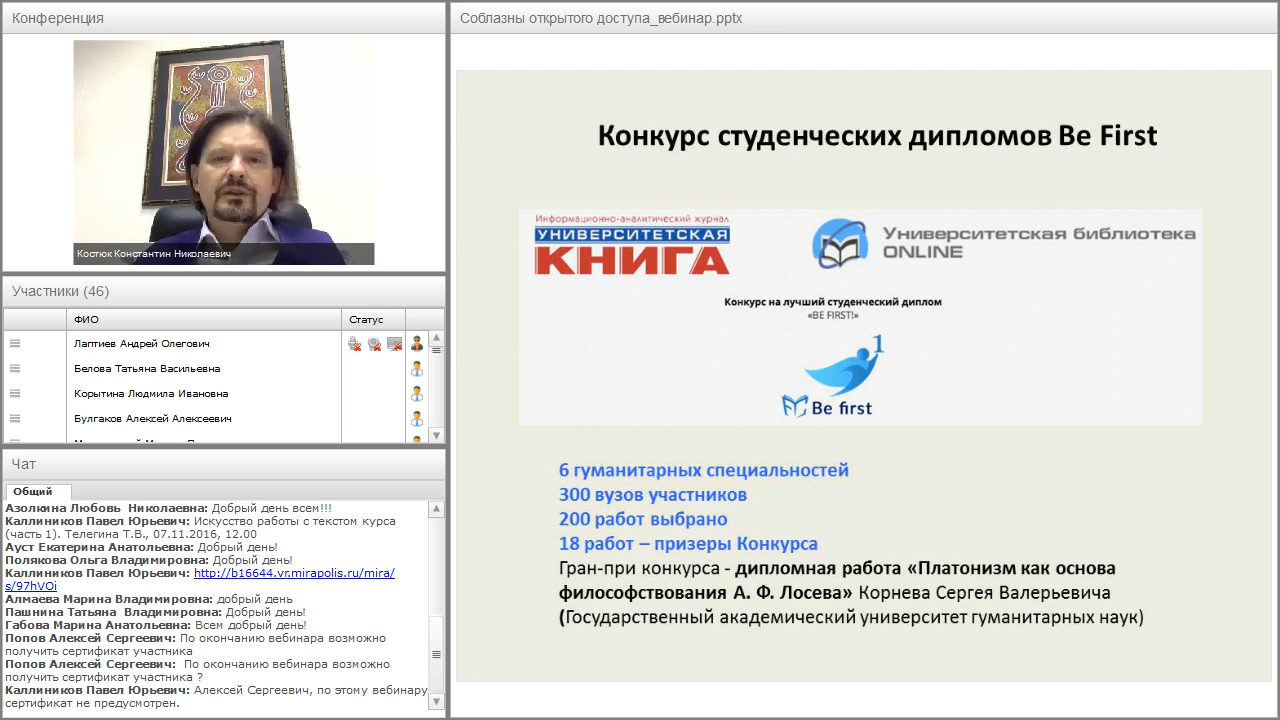 Конференция
Костюк Константин Николаевич
Участники (46)
ФИО
Статус
Лаптиев Андрей Олегович
Белова Татьяна Васильевна
Корытина Людмила Ивановна
Булгаков Алексей Алексеевич
Чат
Общий
Азолкина Любовь Николаевна: Добрый день всем!!!
Каллиников Павел Юрьевич: Искусство работы с текстом курса
(часть 1). Телегина Т.В., 07.11.2016, 12.00
Ауст Екатерина Анатольевна: Добрый день!
Полякова Ольга Владимировна: Добрый день!
Каллиников Павел Юрьевич: http://b16644.vr.mirapolis.ru/mira/
s/97hVOi
Алмаева Марина Владимировна: добрый день
Пашнина Татьяна Владимировна: Добрый день!
Габова Марина Анатольевна: Всем добрый день!
Попов Алексей Сергеевич: По окончанию вебинара возможно
получить сертификат участника
Попов Алексей Сергеевич: По окончанию вебинара возможно
получить сертификат участника ?
Каллиников Павел Юрьевич: Алексей Сергеевич, по этому вебинару
сертификат не предусмотрен.
Соблазны открытого доступа_вебинар.pptx
Конкурс студенческих дипломов Be First
Информационно-аналитический журнал
УНИВЕРСИТЕТСКАЯ
КНИГА
Университетская библиотека
ONLINE
Конкурс на лучший студенческий диплом
«BE FIRST!»
1
Be first
6 гуманитарных специальностей
300 вузов участников
200 работ выбрано
18 работ – призеры Конкурса
Гран-при конкурса - дипломная работа «Платонизм как основа
философствования А. Ф. Лосева» Корнева Сергея Валерьевича
(Государственный академический университет гуманитарных наук)